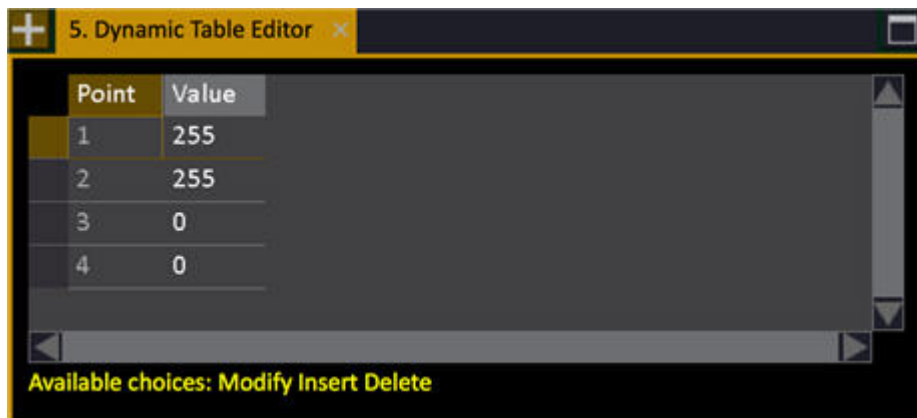 5. Dynamic Table Editor
Point Value
1 255
2 255
3 0
4 0
Available choices: Modify Insert Delete